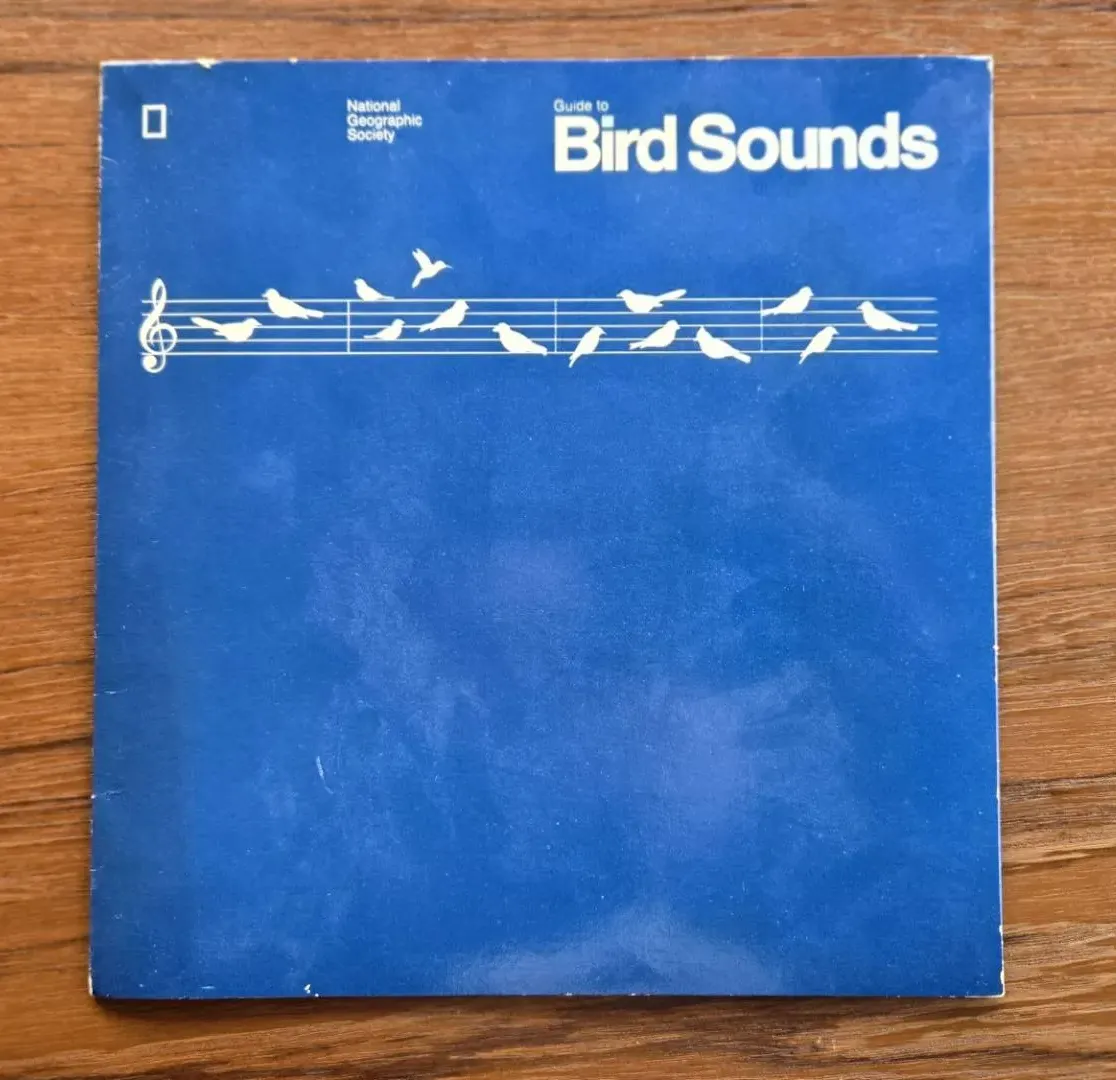 National
Geographic
Society
Guide to
Bird Sounds